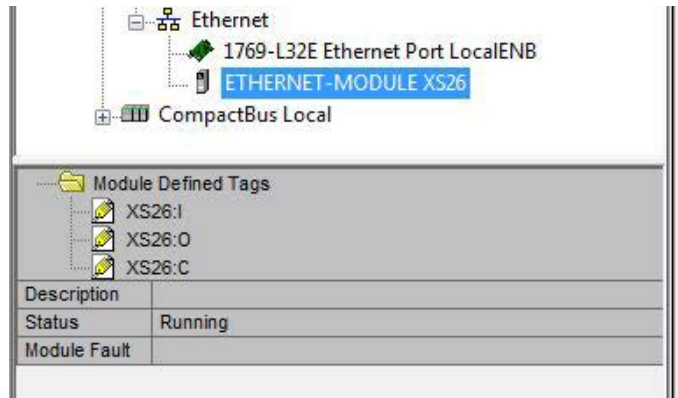 Ethernet
1769-L32E Ethernet Port LocalENB
ETHERNET-MODULE XS26
CompactBus Local
Module Defined Tags
XS26:I
XS26:O
XS26:C
Description
Status Running
Module Fault